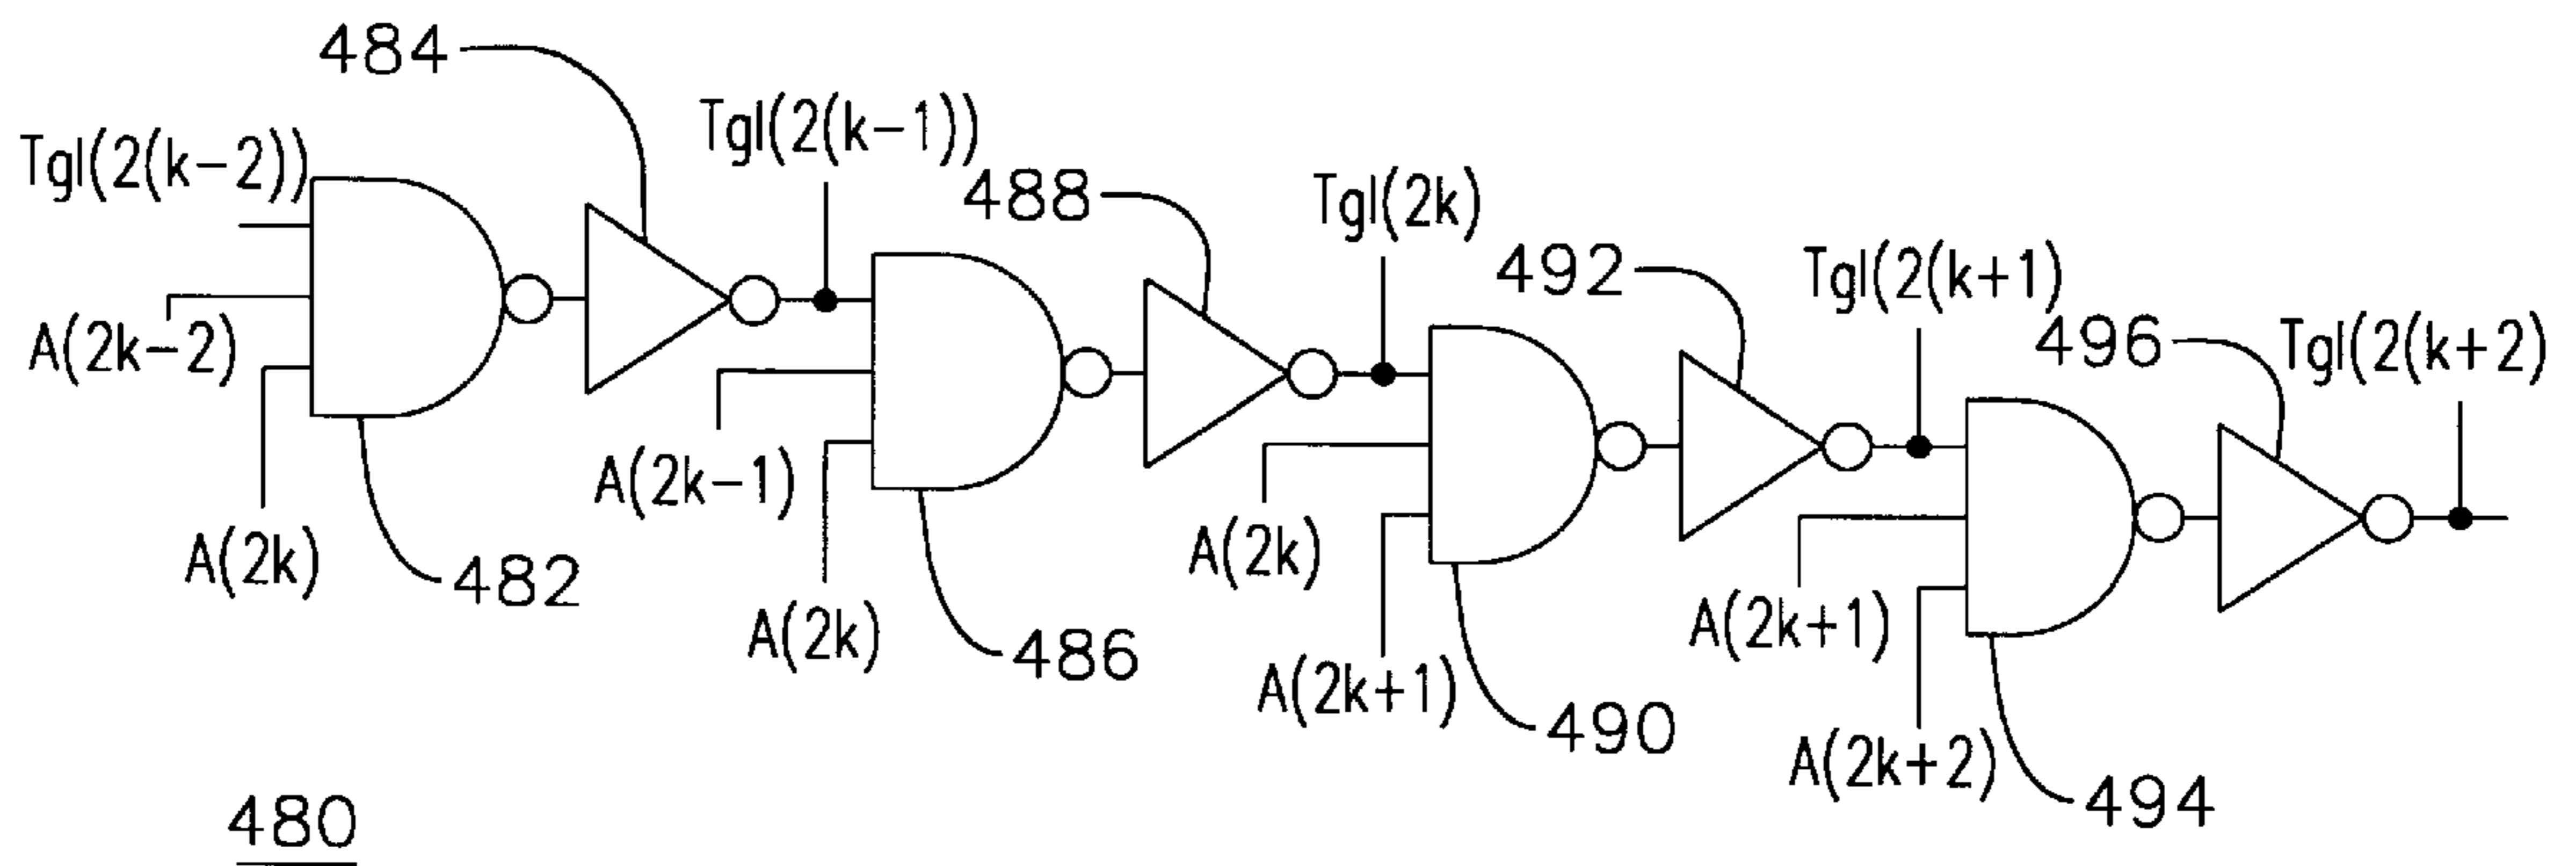 484
Tgl(2(k-2))
Tgl(2(k-1))
488
Tgl(2k)
492
Tgl(2(k+1)
496
Tgl(2(k+2)
A(2k-2)
A(2k)
482
A(2k-1)
A(2k)
486
A(2k)
A(2k+1)
490
A(2k+1)
A(2k+2)
494
480